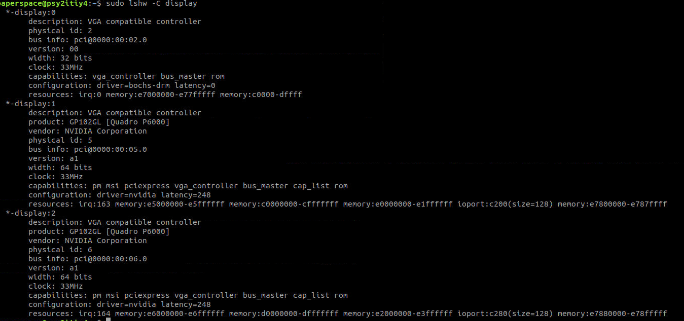 aperspace@psy2itiy4:~$ sudo lshw -C display
*-display:0
description: VGA compatible controller
physical id: 2
bus info: pci@0000:00:02.0
version: 00
width: 32 bits
clock: 33MHz
capabilities: vga_controller bus_master rom
configuration: driver=bochs-drm latency=0
resources: irq:0 memory:e7000000-e77fffff memory:c0000-dffff
*-display:1
description: VGA compatible controller
product: GP102GL [Quadro P6000]
vendor: NVIDIA Corporation
physical id: 5
bus info: pci@0000:00:05.0
version: a1
width: 64 bits
clock: 33MHz
capabilities: pm msi pciexpress vga_controller bus_master cap_list rom
configuration: driver=nvidia latency=248
resources: irq:163 memory:e5000000-e5ffffff memory:c0000000-cfffffff memory:e0000000-e1ffffff ioport:c200(size=128) memory:e7800000-e787ffff
*-display:2
description: VGA compatible controller
product: GP102GL [Quadro P6000]
vendor: NVIDIA Corporation
physical id: 6
bus info: pci@0000:00:06.0
version: a1
width: 64 bits
clock: 33MHz
capabilities: pm msi pciexpress vga_controller bus_master cap_list rom
configuration: driver=nvidia latency=248
resources: irq:164 memory:e6000000-e6ffffff memory:d0000000-dfffffff memory:e2000000-e3ffffff ioport:c280(size=128) memory:e7880000-e78fffff